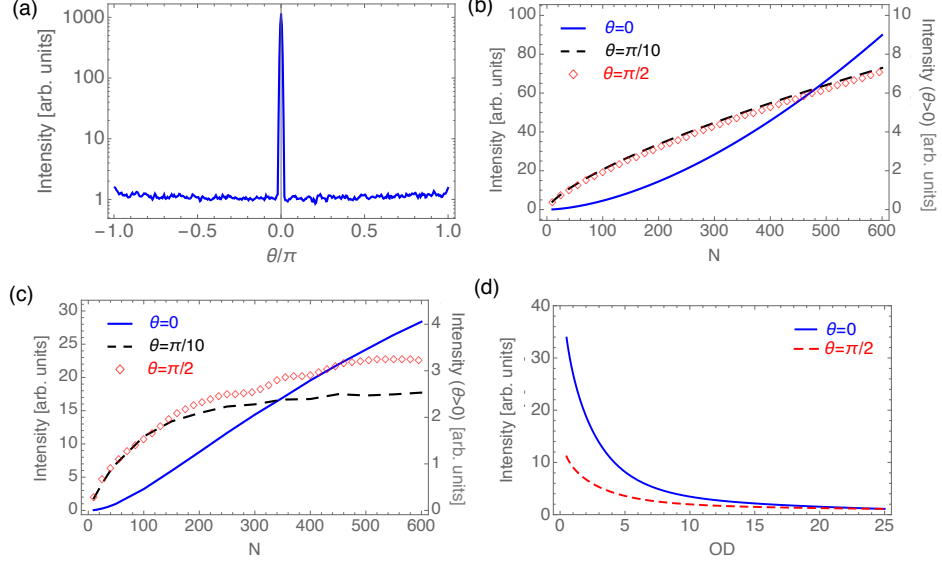 (a)
Intensity [arb. units]
1000
100
10
1
-1.0
-0.5
0.0
0.5
1.0
θ/π
(b)
Intensity [arb. units]
100
80
60
40
20
0
θ=0
θ=π/10
θ=π/2
10
8
6
4
2
0
Intensity (θ>0) [arb. units]
0
100
200
300
400
500
600
N
(c)
Intensity [arb. units]
30
25
20
15
10
5
0
θ=0
θ=π/10
θ=π/2
4
3
2
1
0
Intensity (θ>0)
[arb. units]
0
100
200
300
400
500
600
N
(d)
Intensity [arb. units]
40
30
20
10
0
θ=0
θ=π/2
0
5
10
15
20
25
OD